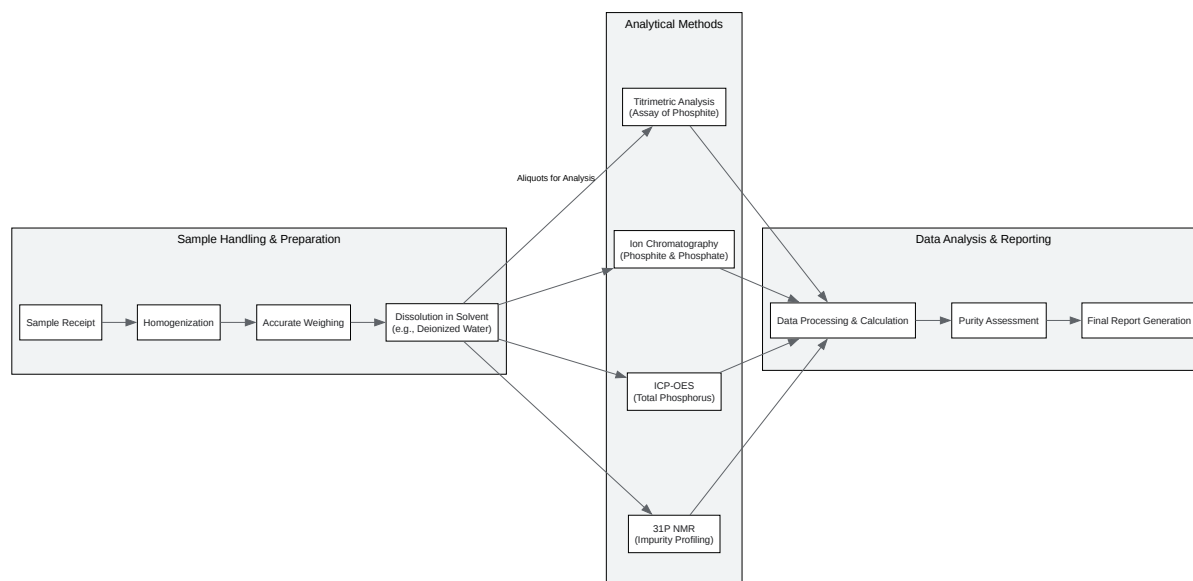 Analytical Methods
Titrimetric Analysis
(Assay of Phosphite)
Aliquots for Analysis
Sample Handling & Preparation
Sample Receipt
Homogenization
Accurate Weighing
Dissolution in Solvent
(e.g., Deionized Water)
Ion Chromatography
(Phosphite & Phosphate)
ICP-OES
(Total Phosphorus)
31P NMR
(Impurity Profiling)
Data Analysis & Reporting
Data Processing & Calculation
Purity Assessment
Final Report Generation